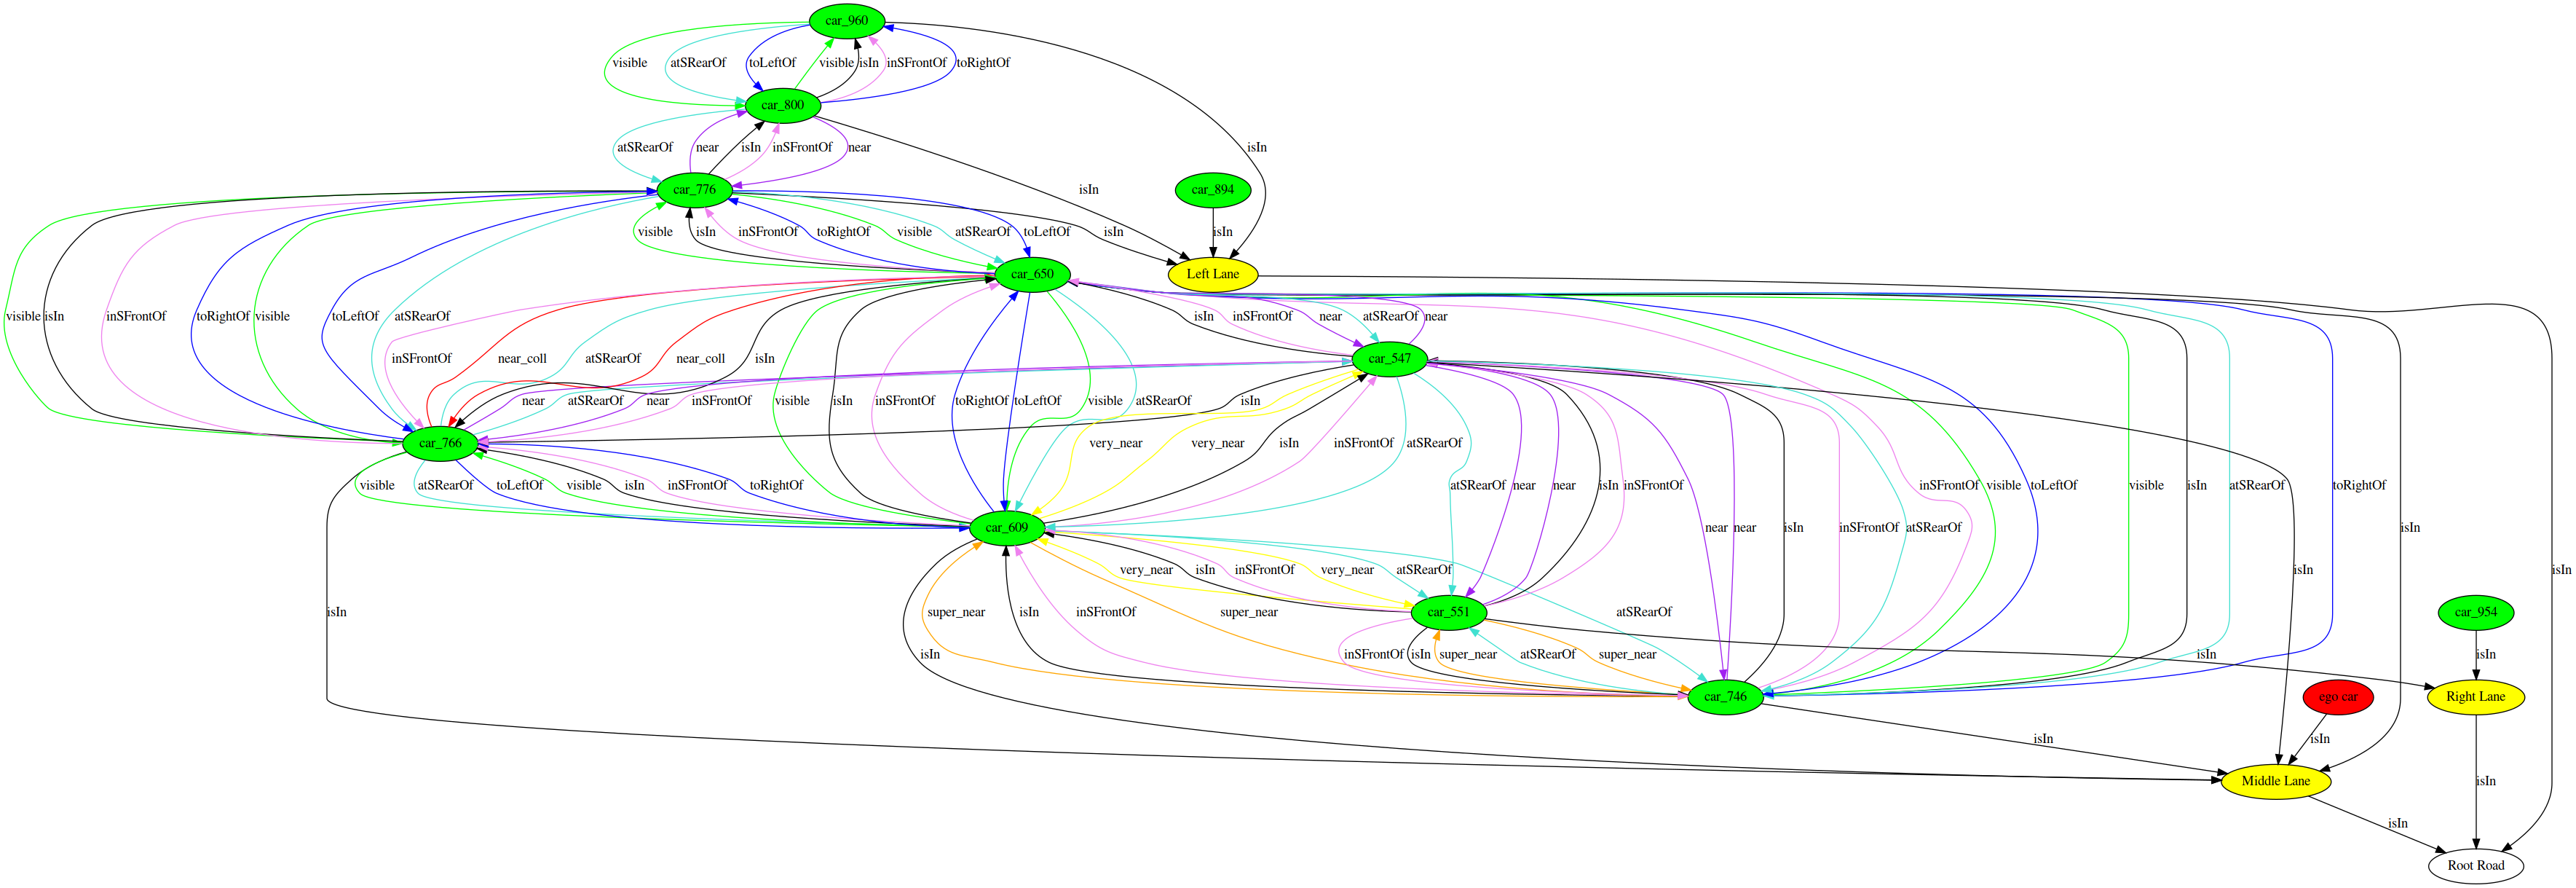 car_960
visible atSRearOf toLeftOf visible isIn inSFrontOf toRightOf
car_800
atSRearOf near isIn inSFrontOf near isIn
isIn
car_776 car_894
visible isIn inSFrontOf toRightOf visible atSRearOf toLeftOf isIn isIn
car_650 Left Lane
visible isIn inSFrontOf toRightOf visible toLeftOf atSRearOf isIn inSFrontOf near atSRearOf near
inSFrontOf near_coll atSRearOf near_coll isIn car_547
near atSRearOf near inSFrontOf visible isIn inSFrontOf toRightOf toLeftOf visible atSRearOf isIn
car_766 very_near very_near isIn inSFrontOf atSRearOf
visible atSRearOf toLeftOf visible isIn inSFrontOf toRightOf atSRearOf near near isIn inSFrontOf inSFrontOf visible toLeftOf visible isIn atSRearOf toRightOf
car_609 near near isIn inSFrontOf atSRearOf isIn
very_near isIn inSFrontOf very_near atSRearOf isIn isIn
isIn super_near isIn inSFrontOf super_near car_551 atSRearOf car_954
isIn inSFrontOf isIn super_near atSRearOf super_near isIn
car_746 ego car Right Lane
isIn isIn
Middle Lane isIn
isIn
Root Road